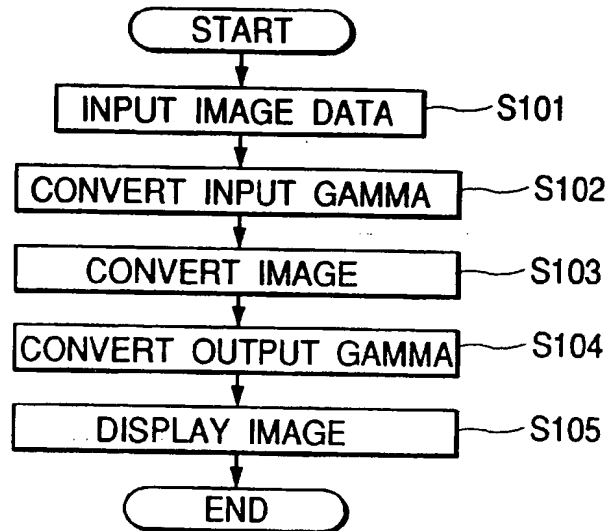 START
INPUT IMAGE DATA S101
CONVERT INPUT GAMMA S102
CONVERT IMAGE S103
CONVERT OUTPUT GAMMA S104
DISPLAY IMAGE S105
END